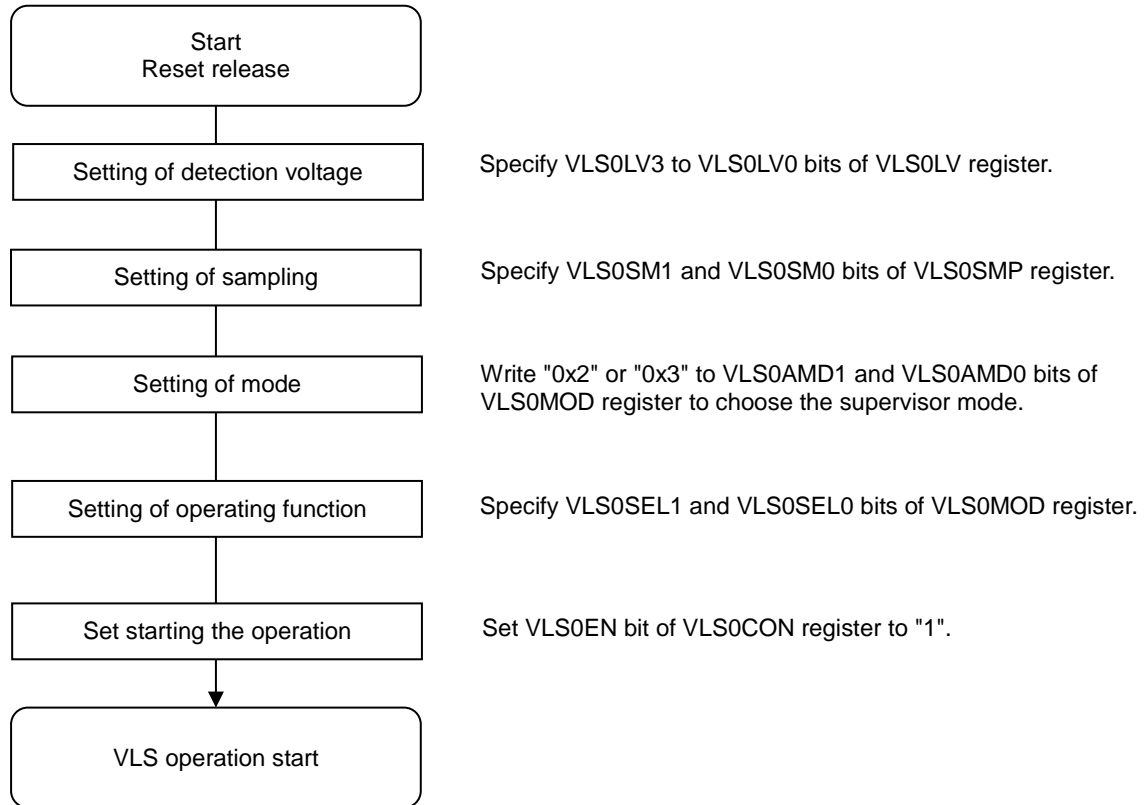 Start
Reset release
Setting of detection voltage
Specify VLS0LV3 to VLS0LV0 bits of VLS0LV register.
Setting of sampling
Specify VLS0SM1 and VLS0SM0 bits of VLS0SMP register.
Setting of mode
Write "0x2" or "0x3" to VLS0AMD1 and VLS0AMD0 bits of
VLS0MOD register to choose the supervisor mode.
Setting of operating function
Specify VLS0SEL1 and VLS0SEL0 bits of VLS0MOD register.
Set starting the operation
Set VLS0EN bit of VLS0CON register to "1".
VLS operation start